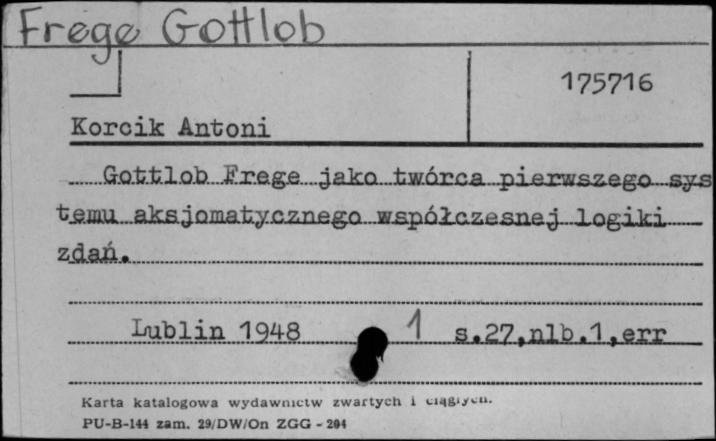 Frege Gottlob
175716
Korcik Antoni
Gottlob Frege jako twórca pierwszego sys
temu aksjomatycznego współczesnej logiki
zdań.
Lublin 1948 1 s.27,nlb.1,err
Karta katalogowa wydawnictw zwartych i ciągłych.
PU-B-144 zam. 29/DW/On ZGG - 204